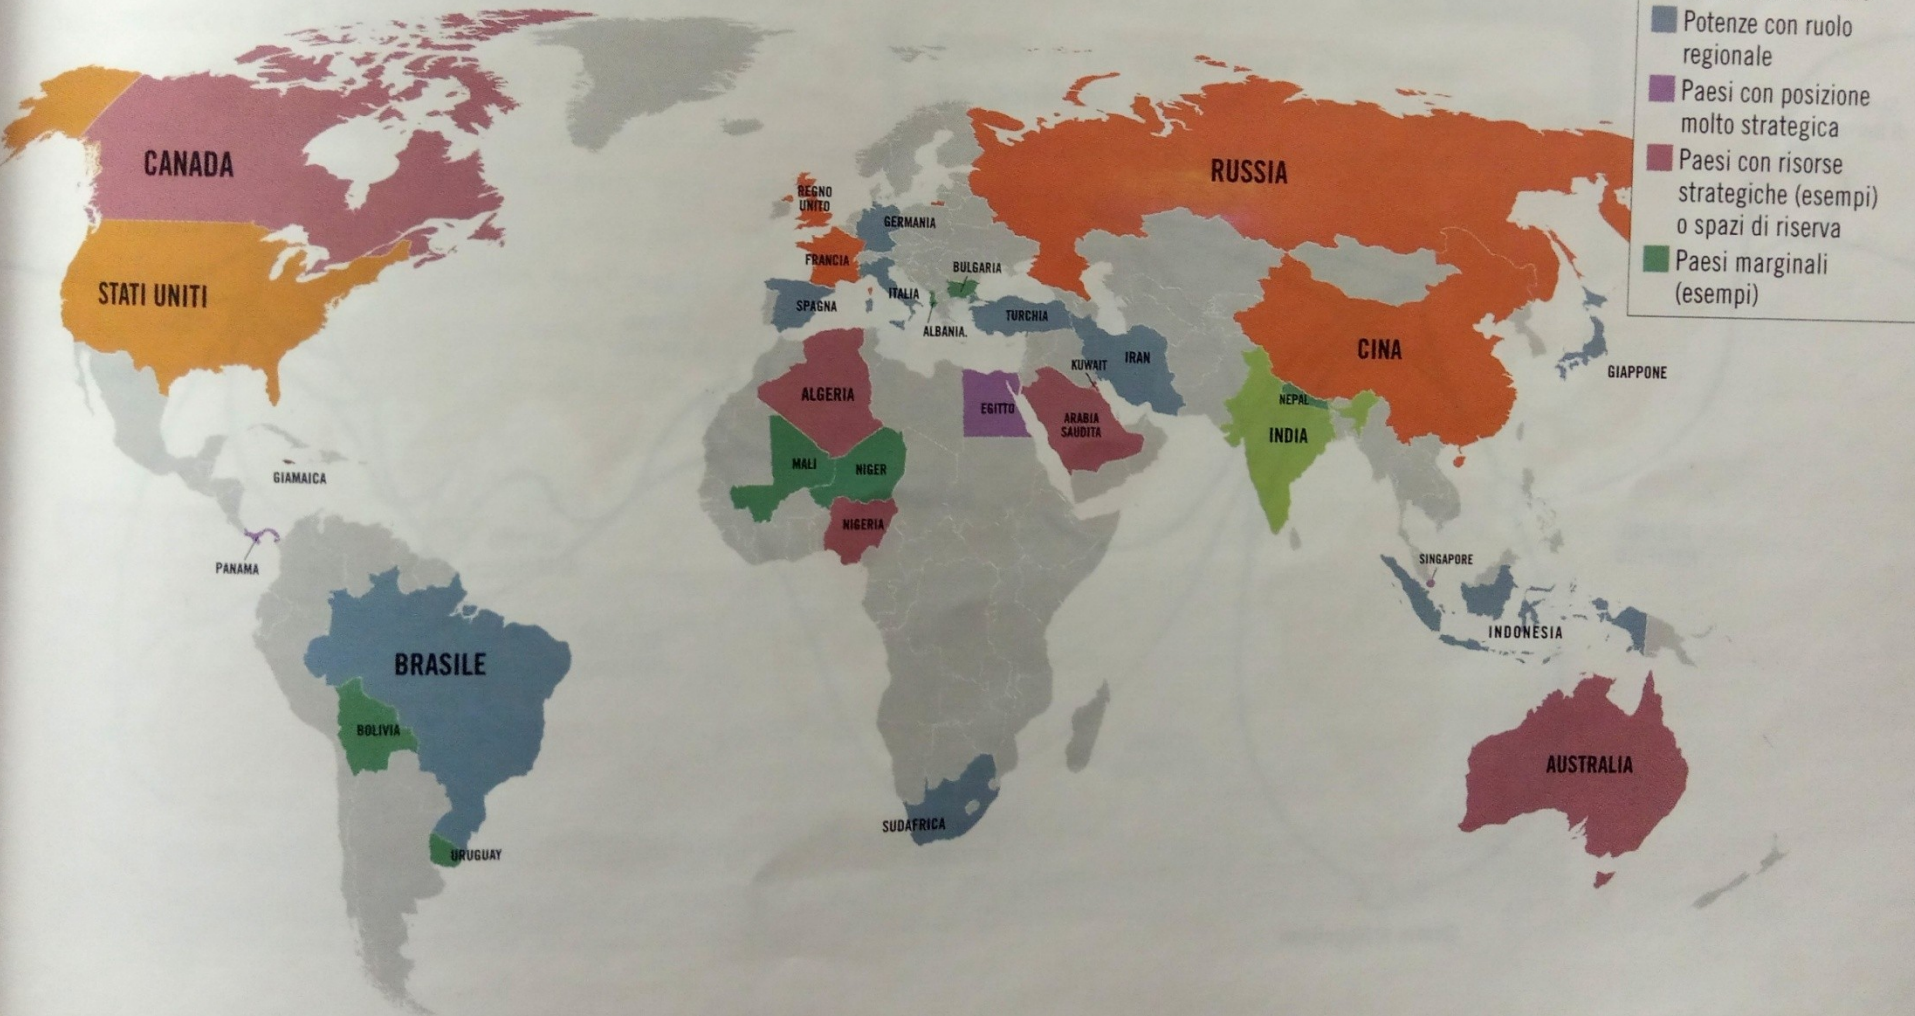 Potenze con ruolo
regionale
Paesi con posizione
molto strategica
Paesi con risorse
strategiche (esempi)
o spazi di riserva
Paesi marginali
(esempi)
CANADA
STATI UNITI
GIAMAICA
PANAMA
BRASILE
BOLIVIA
URUGUAY
REGNO
UNITO
GERMANIA
FRANCIA
BULGARIA
ITALIA
SPAGNA
ALBANIA.
TURCHIA
RUSSIA
CINA
GIAPPONE
KUWAIT
IRAN
ALGERIA
EGITTO
ARABIA
SAUDITA
NEPAL
INDIA
MALI
NIGER
NIGERIA
SINGAPORE
INDONESIA
AUSTRALIA
SUDAFRICA